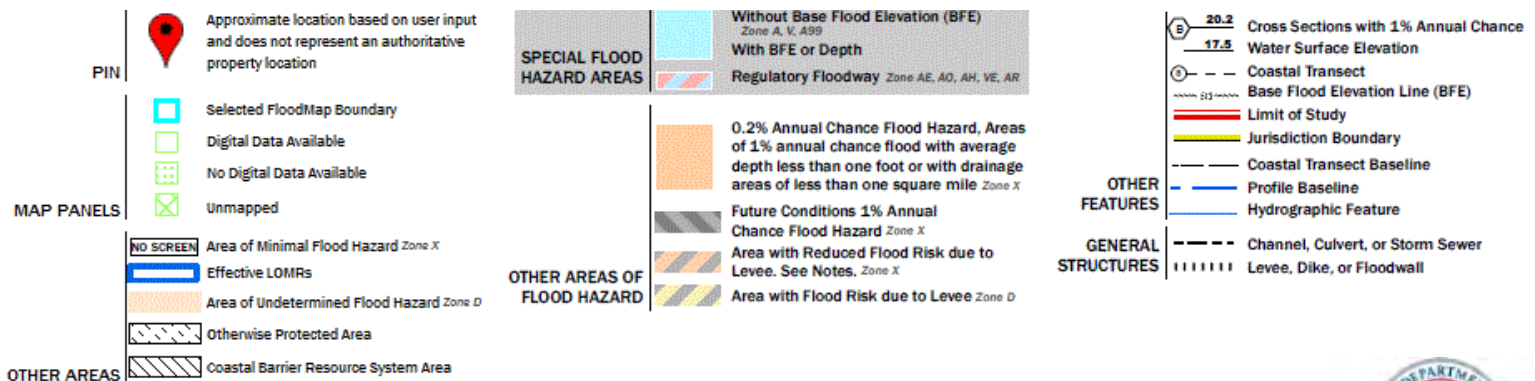 Approximate location based on user input
and does not represent an authoritative
property location
PIN
Selected FloodMap Boundary
Digital Data Available
No Digital Data Available
Unmapped
MAP PANELS
NO SCREEN Area of Minimal Flood Hazard Zone X
Effective LOMRs
Area of Undetermined Flood Hazard Zone D
Otherwise Protected Area
Coastal Barrier Resource System Area
OTHER AREAS
Without Base Flood Elevation (BFE)
Zone A, V, A99
With BFE or Depth
SPECIAL FLOOD
HAZARD AREAS
Regulatory Floodway Zone AE, AO, AH, VE, AR
0.2% Annual Chance Flood Hazard, Areas
of 1% annual chance flood with average
depth less than one foot or with drainage
areas of less than one square mile Zone X
Future Conditions 1% Annual
Chance Flood Hazard Zone X
Area with Reduced Flood Risk due to
Levee. See Notes. Zone X
Area with Flood Risk due to Levee Zone D
OTHER AREAS OF
FLOOD HAZARD
B 20.2 Cross Sections with 1% Annual Chance
17.5 Water Surface Elevation
8 Coastal Transect
513 Base Flood Elevation Line (BFE)
Limit of Study
Jurisdiction Boundary
Coastal Transect Baseline
Profile Baseline
Hydrographic Feature
OTHER
FEATURES
Channel, Culvert, or Storm Sewer
Levee, Dike, or Floodwall
GENERAL
STRUCTURES